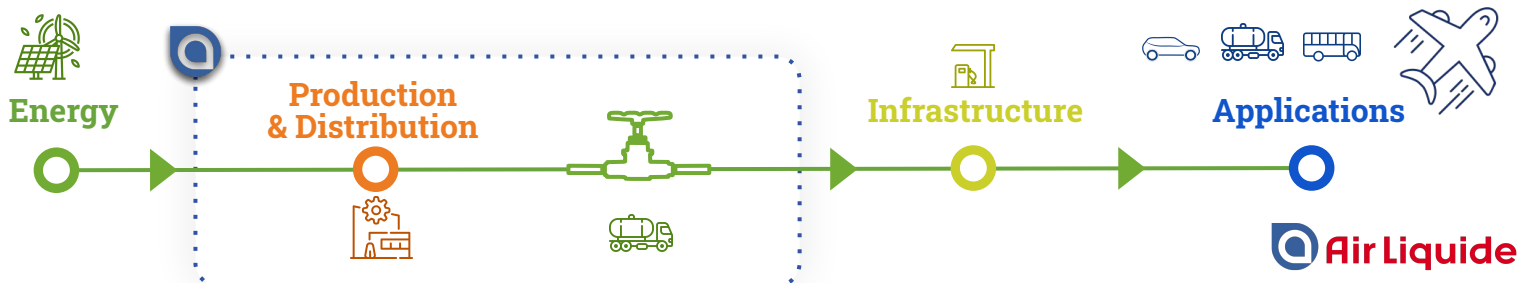 Energy
Production
& Distribution
Infrastructure
Applications
Air Liquide